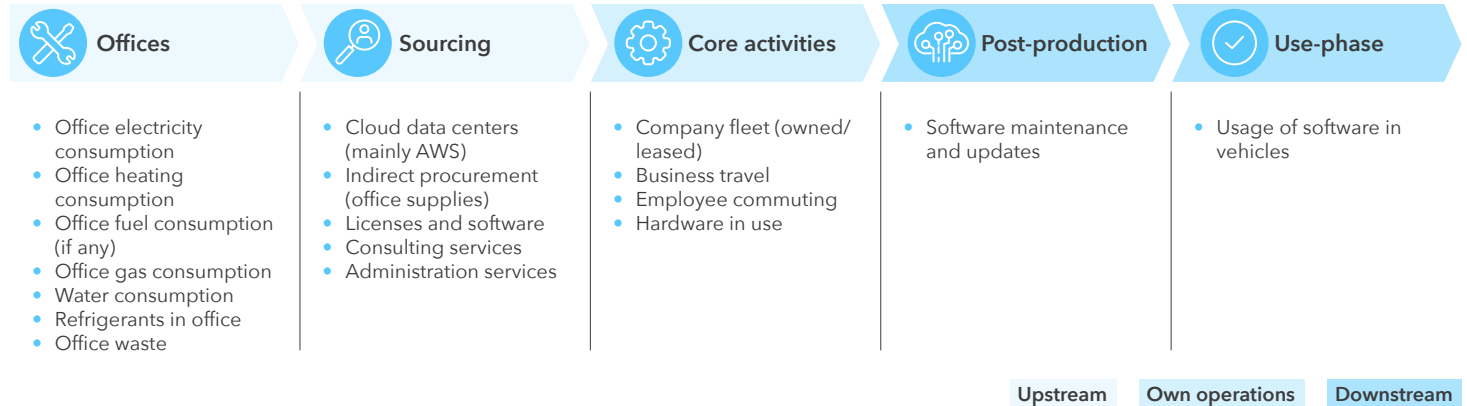 Offices
Sourcing
Core activities
Post-production
Use-phase
• Office electricity
consumption
• Office heating
consumption
• Office fuel consumption
(if any)
• Office gas consumption
• Water consumption
• Refrigerants in office
• Office waste
• Cloud data centers
(mainly AWS)
• Indirect procurement
(office supplies)
• Licenses and software
• Consulting services
• Administration services
• Company fleet (owned/
leased)
• Business travel
• Employee commuting
• Hardware in use
• Software maintenance
and updates
• Usage of software in
vehicles
Upstream
Own operations
Downstream